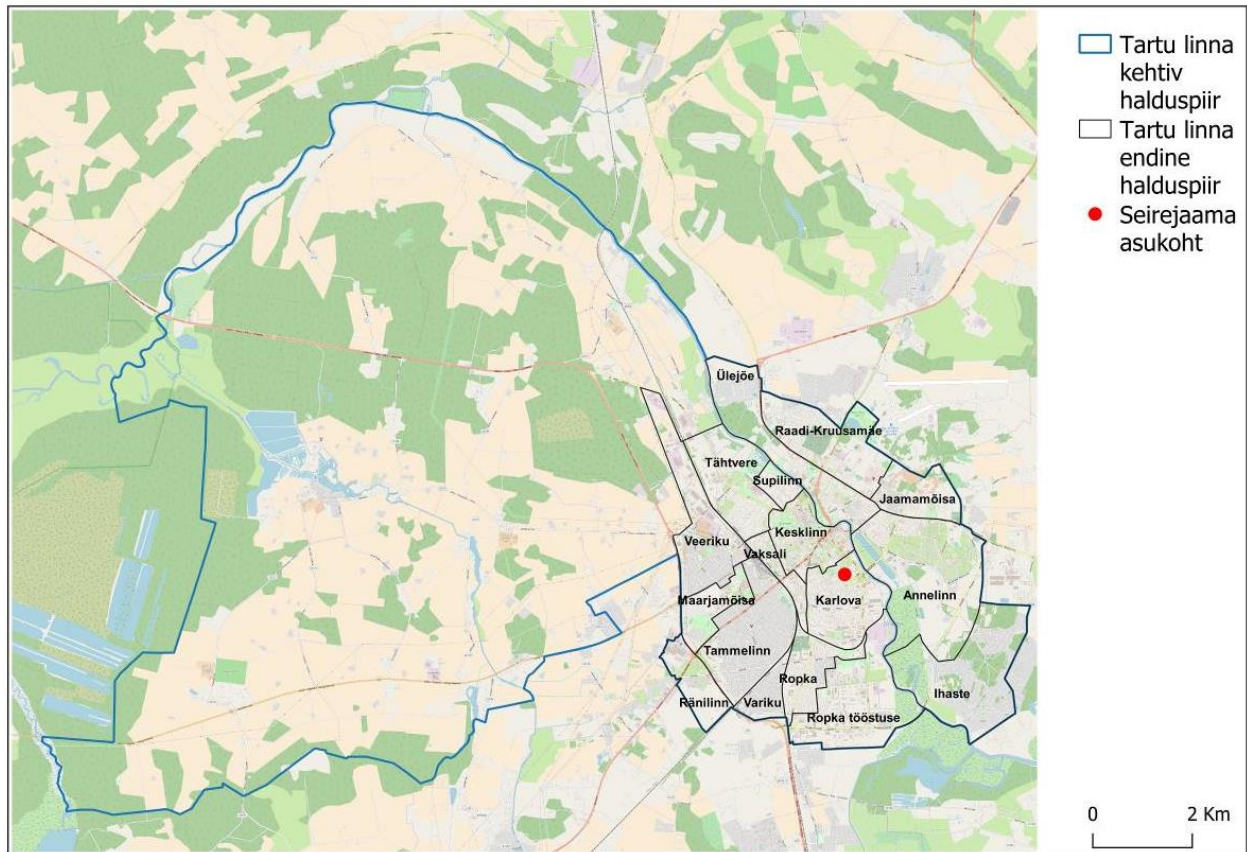 Tartu linna
kehtiv
halduspiir
Tartu linna
endine
halduspiir
Seirejaama
asukoht
Ülejõe
Raadi-Kruusamäe
Tähtvere
Supilinn
Jaamamõisa
Kesklinn
Veeriku
Vaksali
Annelinn
Maarjamõisa
Karlova
Tammelinn
Ropka
Ihaste
Ränilinn
Variku
Ropka tööstuse
0 2 Km